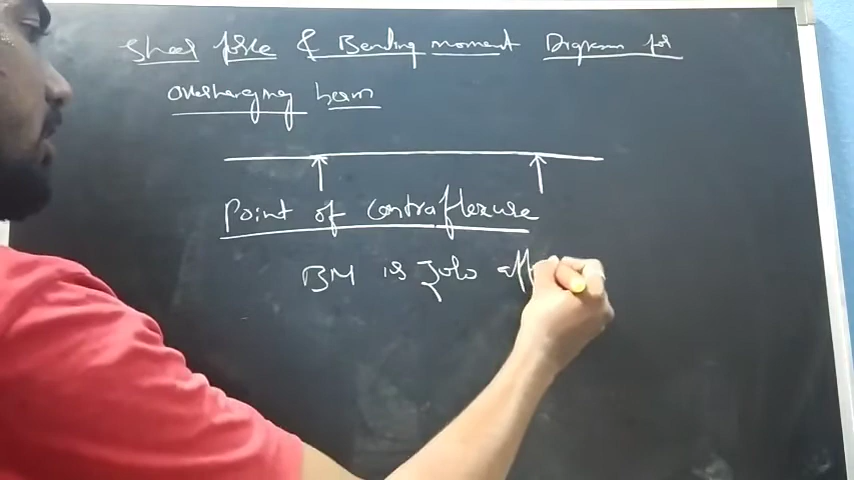 Shear force & Bending moment Diagram for
overhanging beam
Point of contraflexure
BM is zero